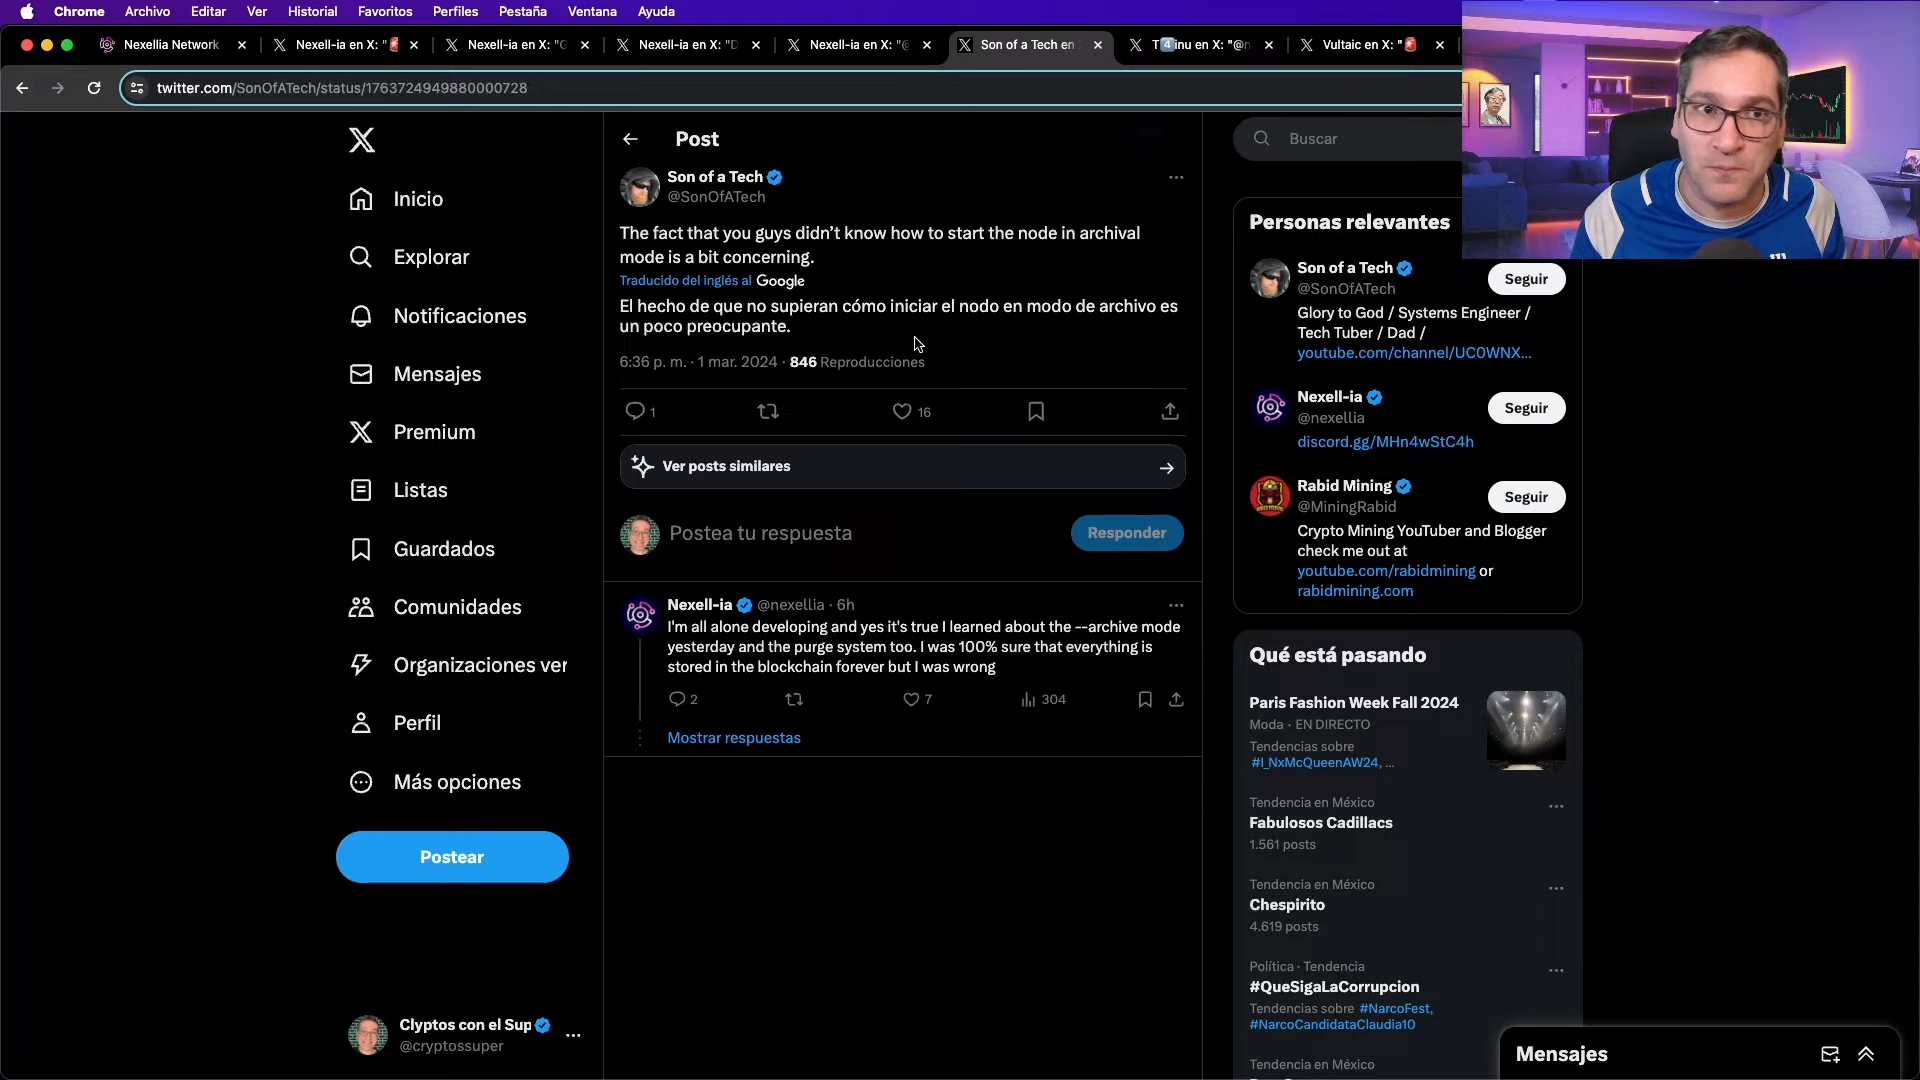 Chrome Archivo Editar Ver Historial Favoritos Perfiles Pestaña Ventana Ayuda
Nexellia Network
Nexell-ia en X: "🚨
Nexell-ia en X: "G
Nexell-ia en X: "D
Nexell-ia en X: "@
Son of a Tech en
T4️⃣inu en X: "@n
Vultaic en X: "🚨
twitter.com/SonOfATech/status/1763724949880000728
Inicio
Explorar
Notificaciones
Mensajes
Premium
Listas
Guardados
Comunidades
Organizaciones ver
Perfil
Más opciones
Postear
Clyptos con el Sup
@cryptossuper
Post
Son of a Tech
@SonOfATech
The fact that you guys didn’t know how to start the node in archival
mode is a bit concerning.
Traducido del inglés al Google
El hecho de que no supieran cómo iniciar el nodo en modo de archivo es
un poco preocupante.
6:36 p. m. · 1 mar. 2024 · 846 Reproducciones
1 16
Ver posts similares
Postea tu respuesta
Responder
Nexell-ia @nexellia · 6h
I'm all alone developing and yes it's true I learned about the --archive mode
yesterday and the purge system too. I was 100% sure that everything is
stored in the blockchain forever but I was wrong
2 7 304
Mostrar respuestas
Buscar
Personas relevantes
Son of a Tech
@SonOfATech
Seguir
Glory to God / Systems Engineer /
Tech Tuber / Dad /
youtube.com/channel/UC0WNX...
Nexell-ia
@nexellia
Seguir
discord.gg/MHn4wStC4h
Rabid Mining
@MiningRabid
Seguir
Crypto Mining YouTuber and Blogger
check me out at
youtube.com/rabidmining or
rabidmining.com
Qué está pasando
Paris Fashion Week Fall 2024
Moda · EN DIRECTO
Tendencias sobre
#I_NxMcQueenAW24, ...
Tendencia en México
Fabulosos Cadillacs
1.561 posts
Tendencia en México
Chespirito
4.619 posts
Política · Tendencia
#QueSigaLaCorrupcion
Tendencias sobre #NarcoFest,
#NarcoCandidataClaudia10
Tendencia en México
Mensajes